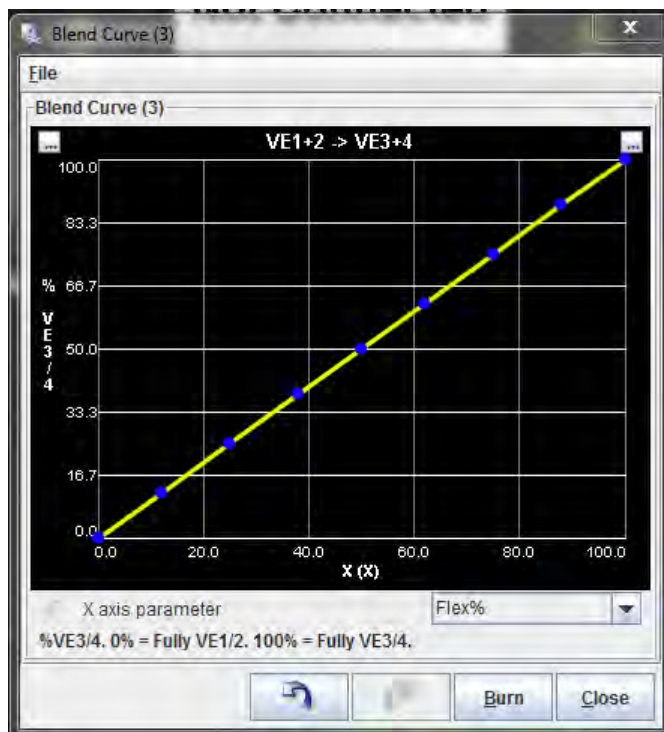 Blend Curve (3)
File
Blend Curve (3)
...
VE1+2 -> VE3+4
...
100.0
83.3
66.7
50.0
33.3
16.7
0.0
% VE3/4
0.0 20.0 40.0 60.0 80.0 100.0
X (X)
X axis parameter
Flex%
%VE3/4. 0% = Fully VE1/2. 100% = Fully VE3/4.
Burn
Close